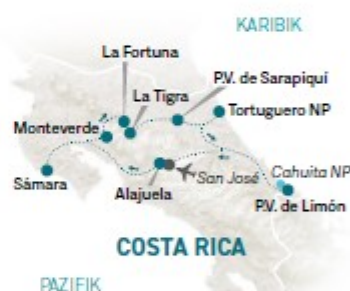 KARIBIK
La Fortuna
P.V. de Sarapiquí
La Tigra
Tortuguero NP
Monteverde
Cahuita NP
San José
Sámara
Alajuela
P.V. de Limón
COSTA RICA
PAZIFIK